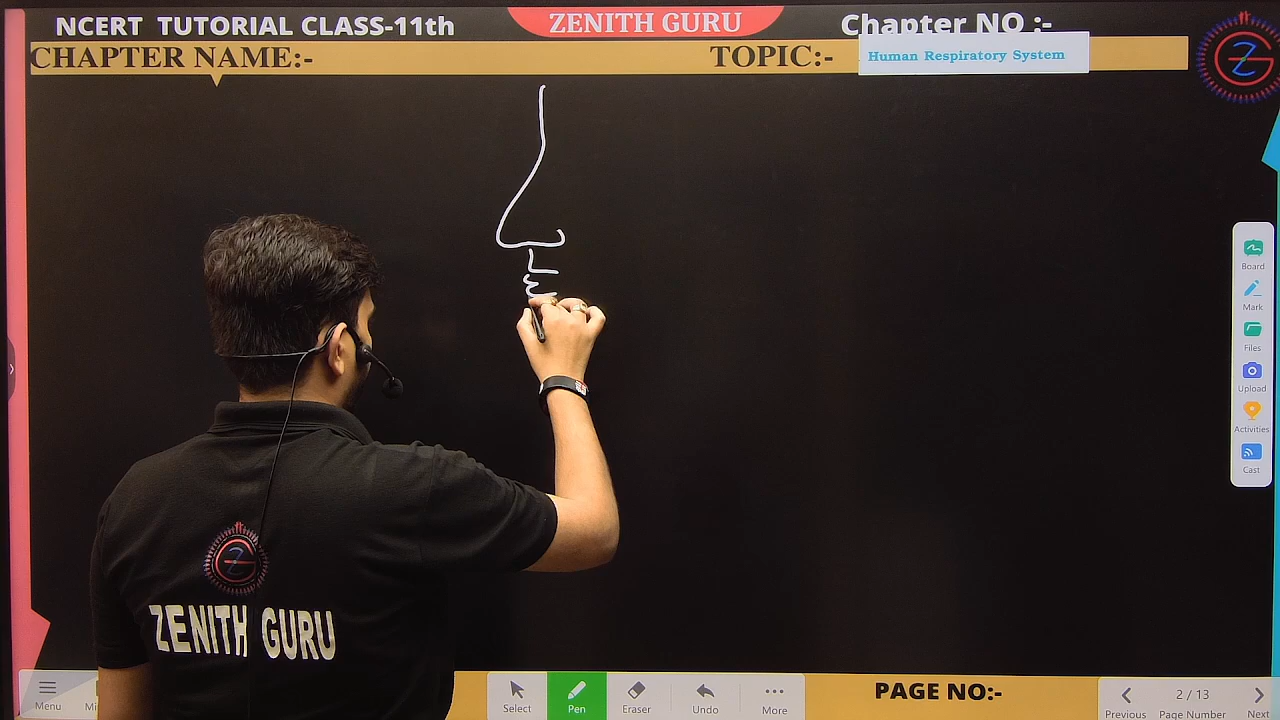 NCERT TUTORIAL CLASS-11th
ZENITH GURU
Chapter NO :-
CHAPTER NAME:-
TOPIC:-
Human Respiratory System
Board
Mark
Files
Upload
Activities
Cast
ZENITH GURU
Menu
Select
Pen
Eraser
Undo
More
PAGE NO:-
2 / 13
Previous
Page Number
Next